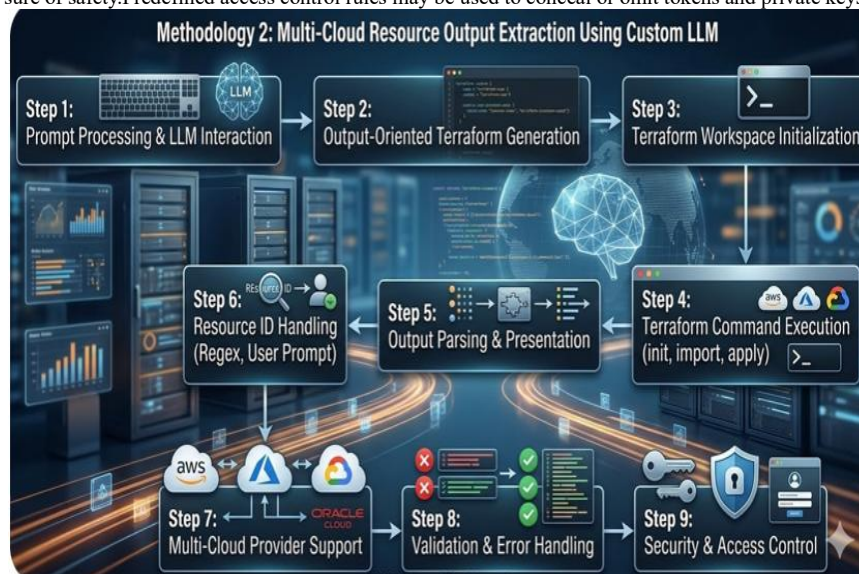 sure of safety.Predefined access control rules may be used to conceal or omit tokens and private keys
Methodology 2: Multi-Cloud Resource Output Extraction Using Custom LLM
LLM
Step 1:
Prompt Processing & LLM Interaction
Step 2:
Output-Oriented Terraform Generation
>_
Step 3:
Terraform Workspace Initialization
Step 6:
Resource ID Handling
(Regex, User Prompt)
Step 5:
Output Parsing & Presentation
aws
Step 4:
Terraform Command Execution
(init, import, apply)
>_
aws
ORACLE
CLOUD
Step 7:
Multi-Cloud Provider Support
Step 8:
Validation & Error Handling
Step 9:
Security & Access Control